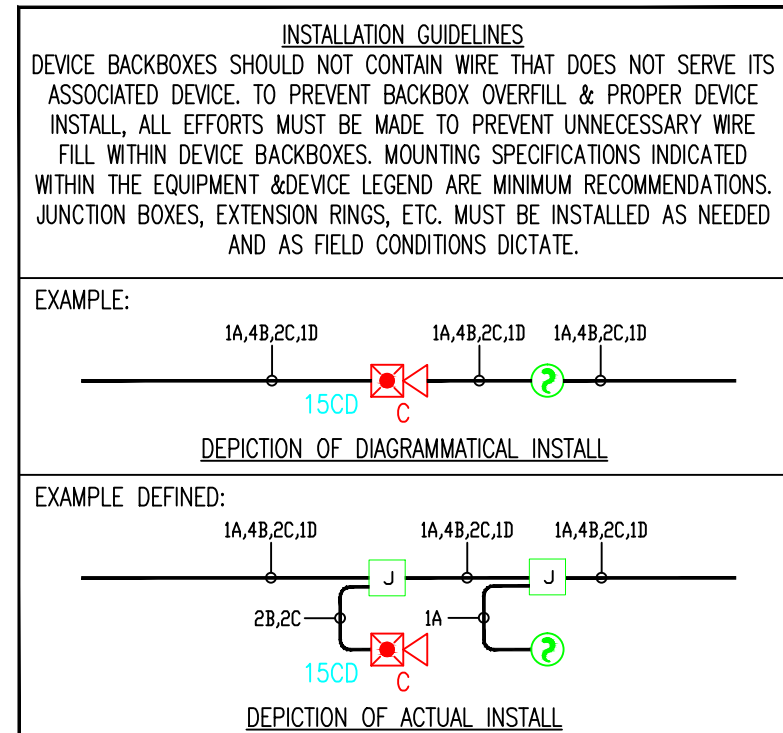 INSTALLATION GUIDELINES
DEVICE BACKBOXES SHOULD NOT CONTAIN WIRE THAT DOES NOT SERVE ITS
ASSOCIATED DEVICE. TO PREVENT BACKBOX OVERFILL & PROPER DEVICE
INSTALL, ALL EFFORTS MUST BE MADE TO PREVENT UNNECESSARY WIRE
FILL WITHIN DEVICE BACKBOXES. MOUNTING SPECIFICATIONS INDICATED
WITHIN THE EQUIPMENT &DEVICE LEGEND ARE MINIMUM RECOMMENDATIONS.
JUNCTION BOXES, EXTENSION RINGS, ETC. MUST BE INSTALLED AS NEEDED
AND AS FIELD CONDITIONS DICTATE.
EXAMPLE:
1A,4B,2C,1D 1A,4B,2C,1D 1A,4B,2C,1D
15CD C
DEPICTION OF DIAGRAMMATICAL INSTALL
EXAMPLE DEFINED:
1A,4B,2C,1D 1A,4B,2C,1D 1A,4B,2C,1D
J J
2B,2C 1A
15CD C
DEPICTION OF ACTUAL INSTALL